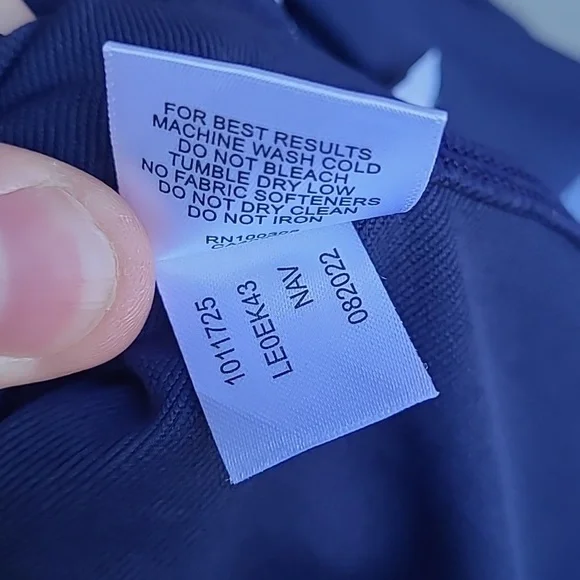 FOR BEST RESULTS
MACHINE WASH COLD
DO NOT BLEACH
TUMBLE DRY LOW
NO FABRIC SOFTENERS
DO NOT DRY CLEAN
DO NOT IRON
1011725
LE0EK43
NAV
082022